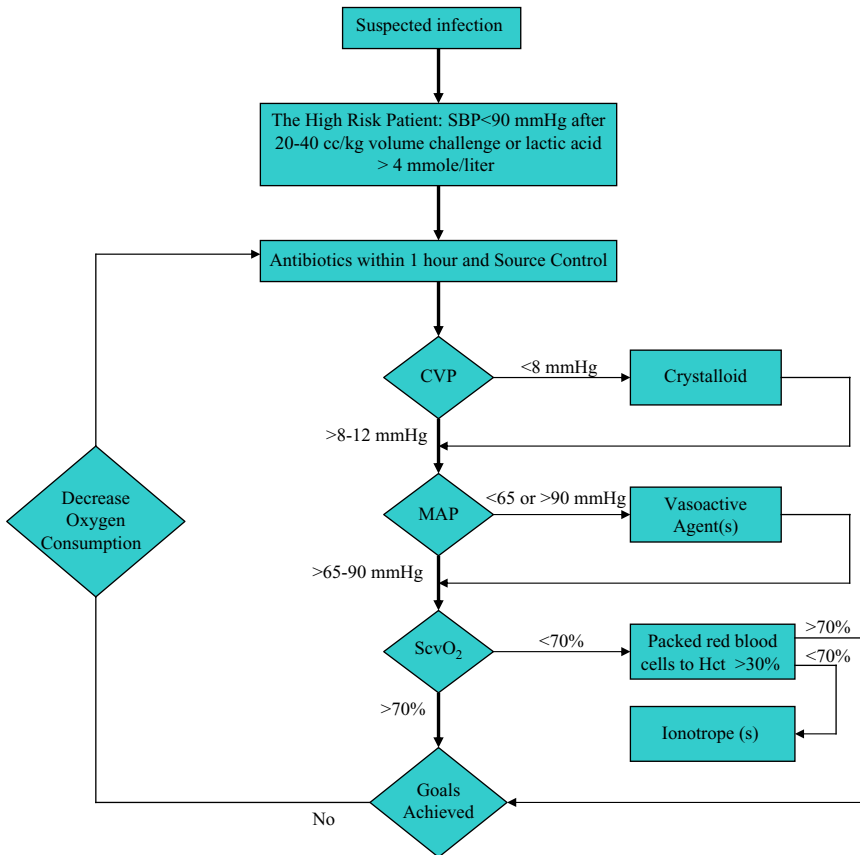 Suspected infection
The High Risk Patient: SBP<90 mmHg after
20-40 cc/kg volume challenge or lactic acid
> 4 mmole/liter
Antibiotics within 1 hour and Source Control
CVP
<8 mmHg
Crystalloid
>8-12 mmHg
Decrease
Oxygen
Consumption
MAP
<65 or >90 mmHg
Vasoactive
Agent(s)
>65-90 mmHg
ScvO₂
<70%
Packed red blood
cells to Hct >30%
>70%
<70%
>70%
Ionotrope (s)
Goals
Achieved
No